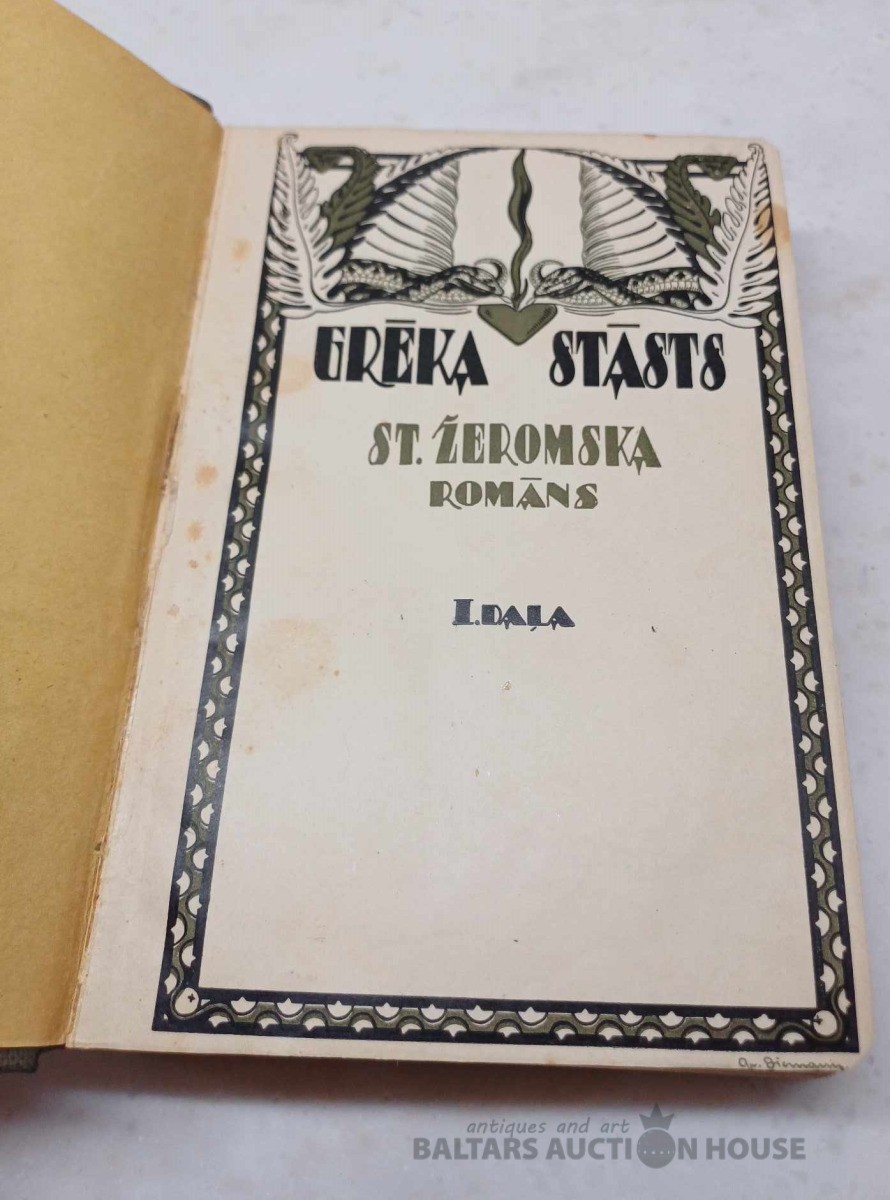 GRĒKA STĀSTS
ST. ŽEROMSKA
ROMĀNS
I. DAĻA
antiques and art
BALTARS AUCTION HOUSE